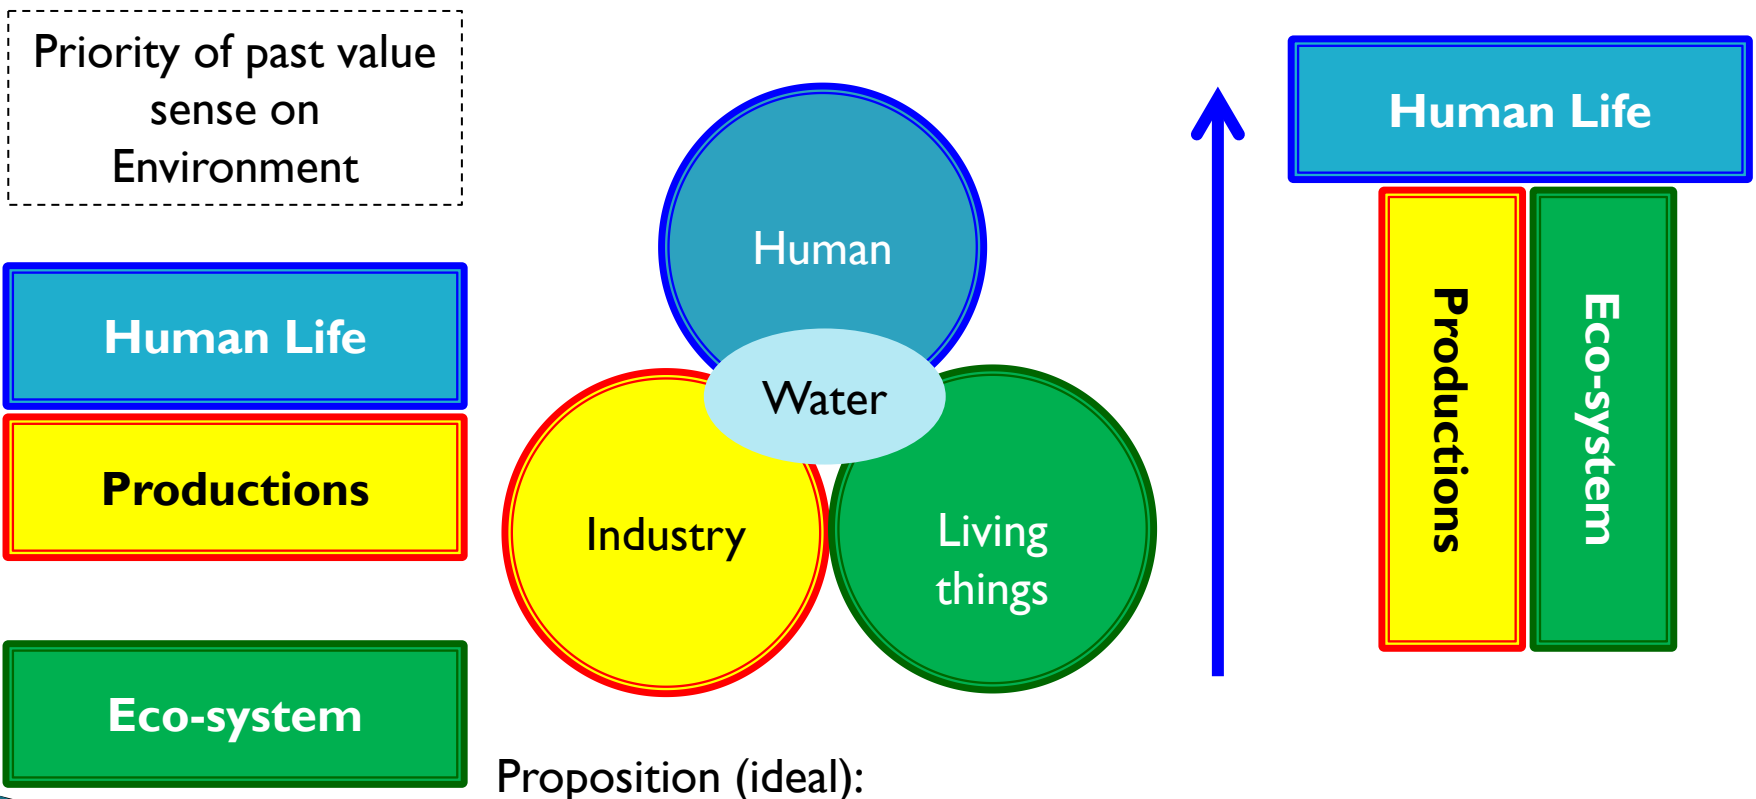 Priority of past value
sense on
Environment
Human Life
Productions
Eco-system
Human
Water
Industry
Living
things
Proposition (ideal):
Human Life
Productions
Eco-system